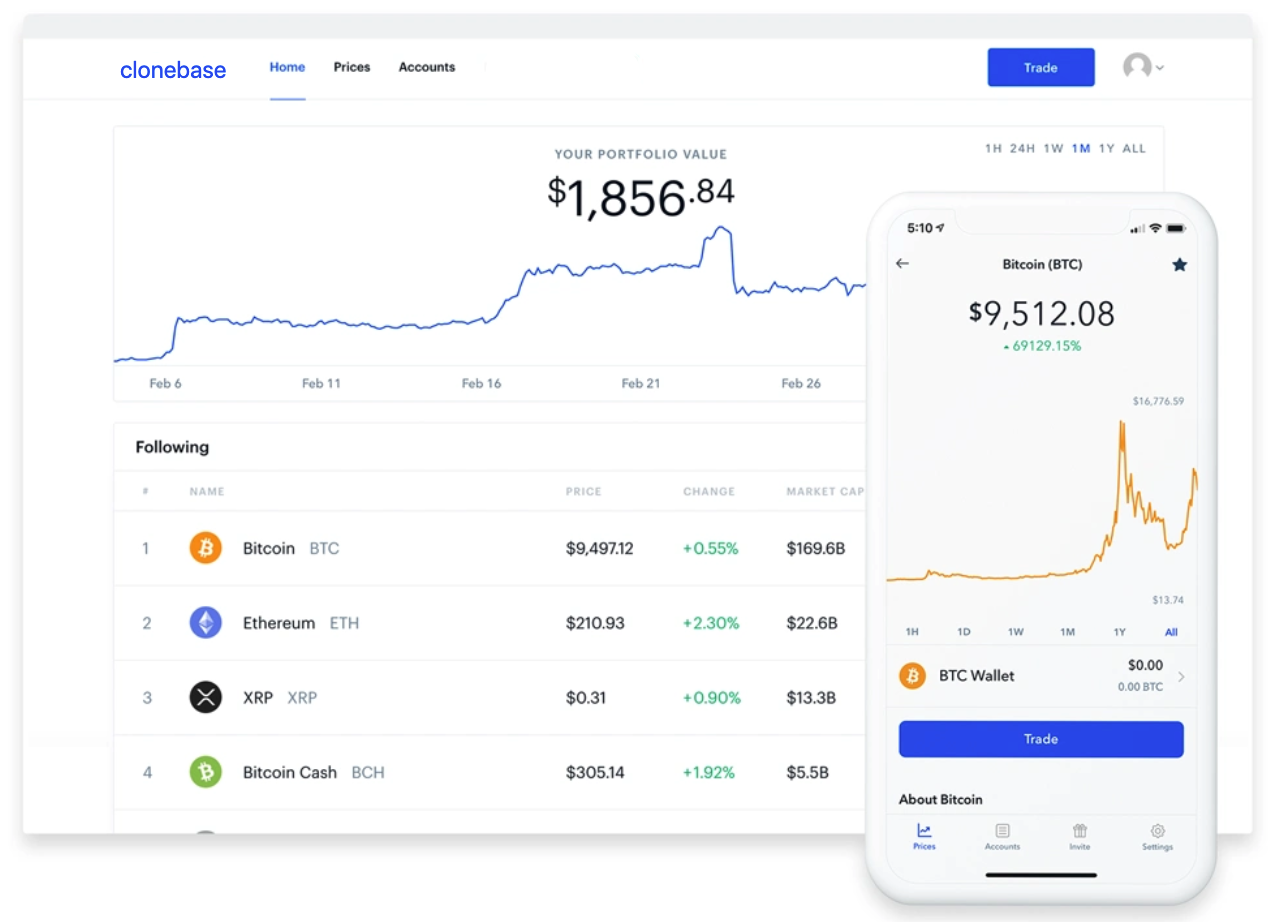 clonebase Home Prices Accounts Trade
YOUR PORTFOLIO VALUE
1H 24H 1W 1M 1Y ALL
$1,856.84
Feb 6 Feb 11 Feb 16 Feb 21 Feb 26
Following
# NAME PRICE CHANGE MARKET CAP
1 Bitcoin BTC $9,497.12 +0.55% $169.6B
2 Ethereum ETH $210.93 +2.30% $22.6B
3 XRP XRP $0.31 +0.90% $13.3B
4 Bitcoin Cash BCH $305.14 +1.92% $5.5B
5:10
Bitcoin (BTC)
$9,512.08
69129.15%
$16,776.59
$13.74
1H 1D 1W 1M 1Y All
BTC Wallet $0.00
0.00 BTC
Trade
About Bitcoin
Prices Accounts Invite Settings